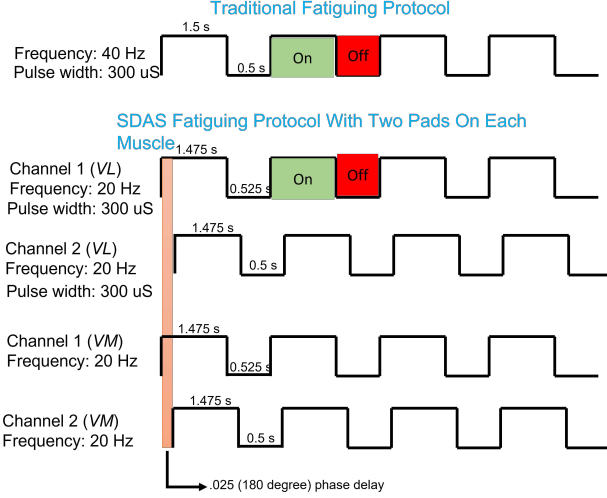 Traditional Fatiguing Protocol
1.5 s
Frequency: 40 Hz
Pulse width: 300 uS
0.5 s
On
Off
SDAS Fatiguing Protocol With Two Pads On Each
Muscle
1.475 s
Channel 1 (VL)
Frequency: 20 Hz
Pulse width: 300 uS
0.525 s
On
Off
1.475 s
Channel 2 (VL)
Frequency: 20 Hz
Pulse width: 300 uS
0.5 s
1.475 s
Channel 1 (VM)
Frequency: 20 Hz
0.525 s
1.475 s
Channel 2 (VM)
Frequency: 20 Hz
0.5 s
.025 (180 degree) phase delay